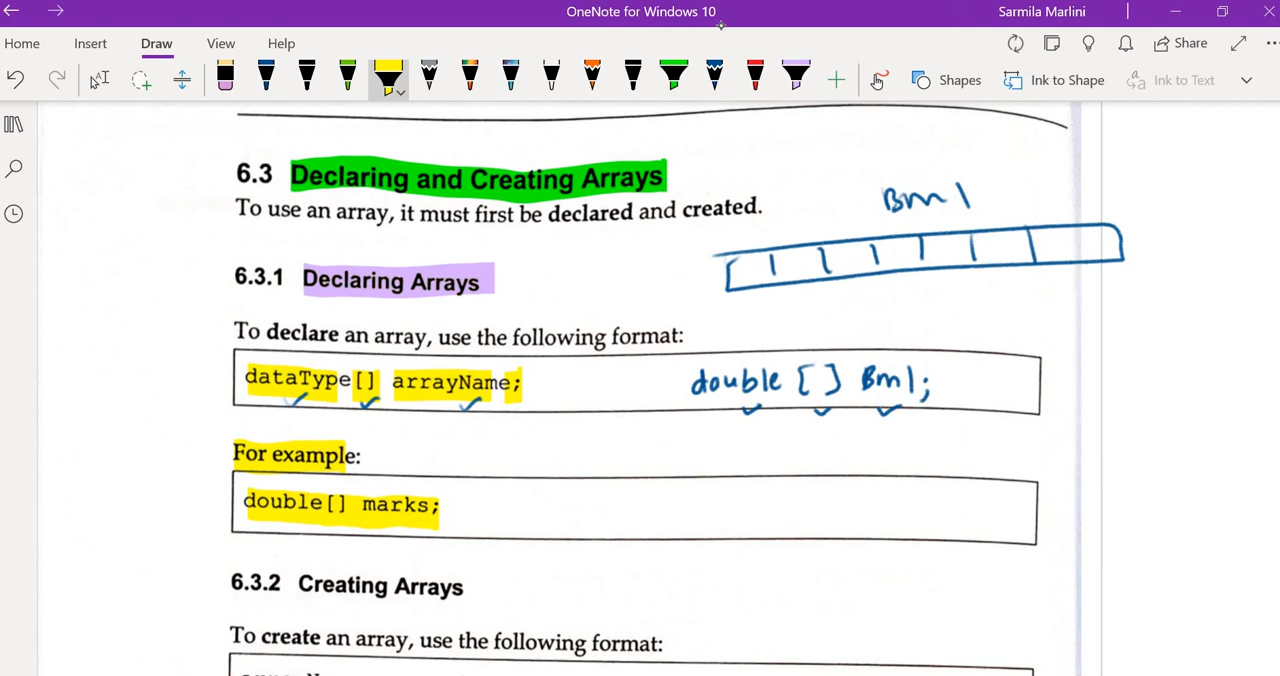 OneNote for Windows 10
Sarmila Marlini
Home Insert Draw View Help
Share
Shapes Ink to Shape Ink to Text
Bm1
6.3 Declaring and Creating Arrays
To use an array, it must first be declared and created.
6.3.1 Declaring Arrays
To declare an array, use the following format:
dataType[] arrayName;
double [] Bm1;
For example:
double[] marks;
6.3.2 Creating Arrays
To create an array, use the following format: